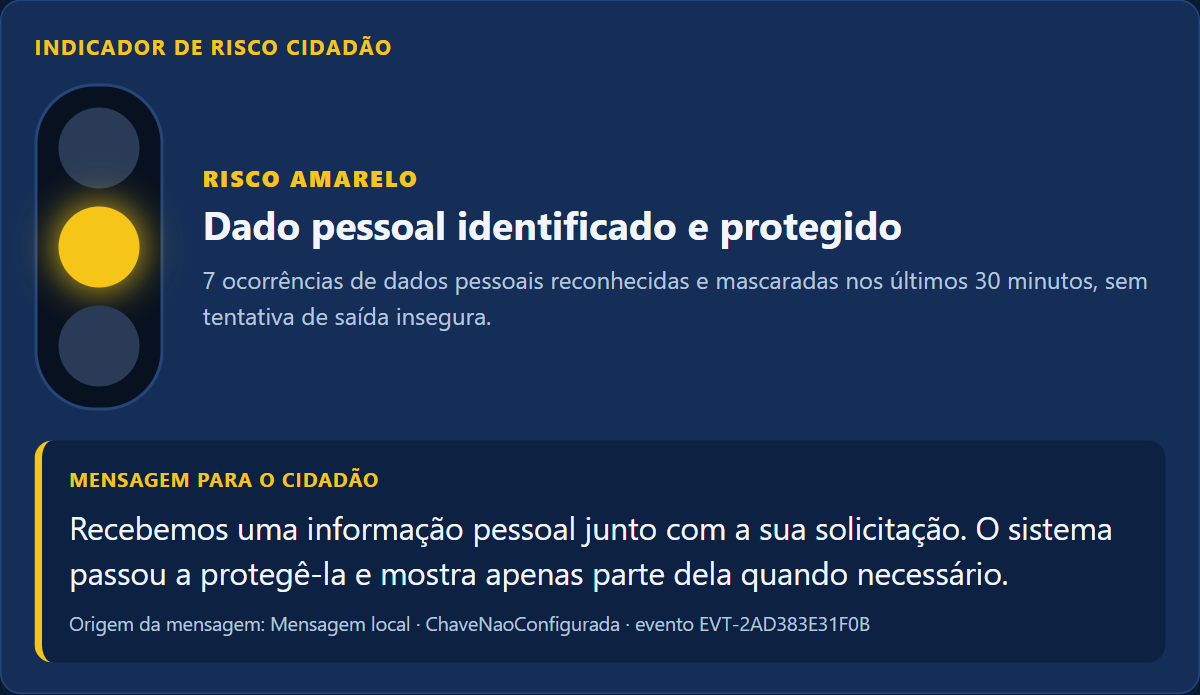 INDICADOR DE RISCO CIDADÃO
RISCO AMARELO
Dado pessoal identificado e protegido
7 ocorrências de dados pessoais reconhecidas e mascaradas nos últimos 30 minutos, sem
tentativa de saída insegura.
MENSAGEM PARA O CIDADÃO
Recebemos uma informação pessoal junto com a sua solicitação. O sistema
passou a protegê-la e mostra apenas parte dela quando necessário.
Origem da mensagem: Mensagem local · ChaveNaoConfigurada · evento EVT-2AD383E31F0B